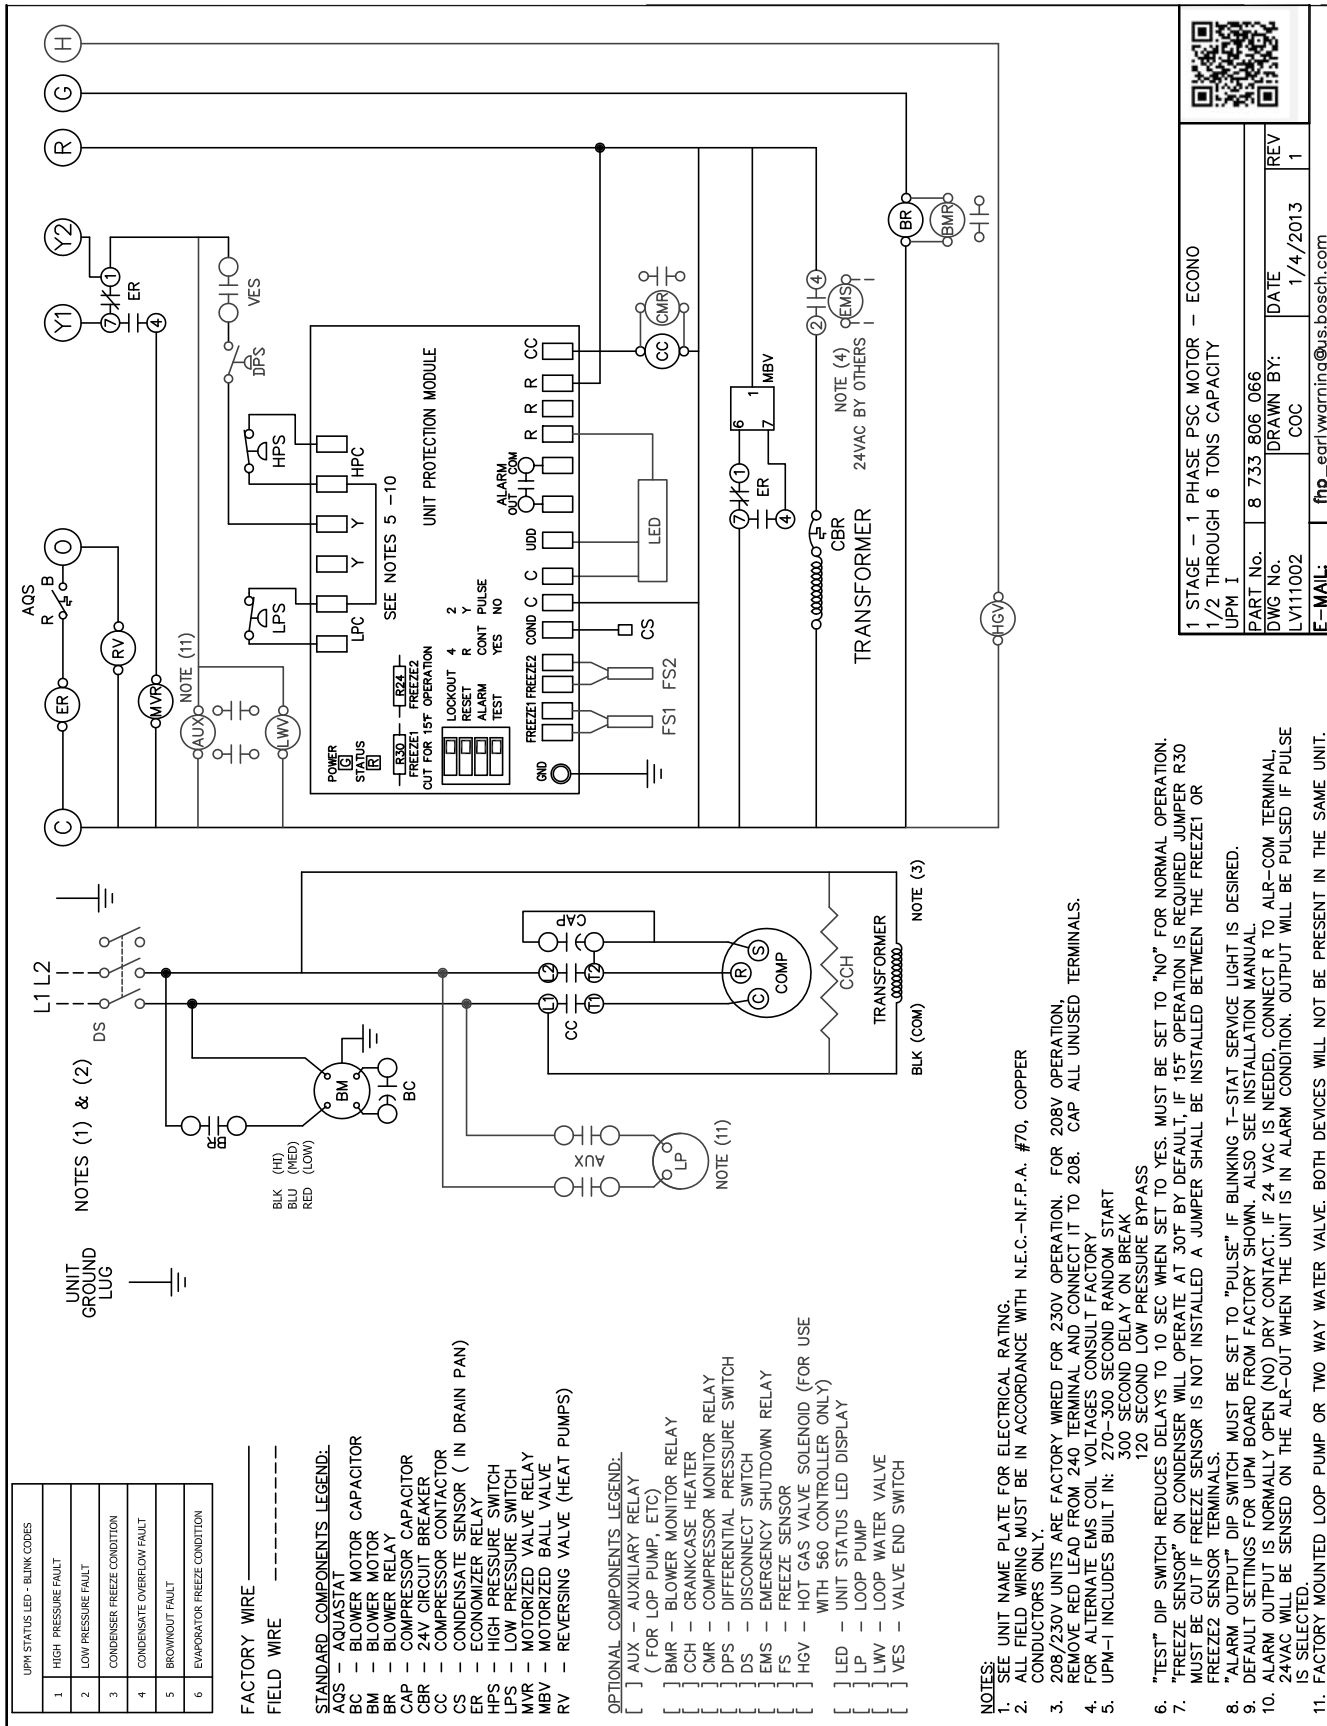 UPM STATUS LED - BLINK CODES
1 HIGH PRESSURE FAULT
2 LOW PRESSURE FAULT
3 CONDENSER FREEZE CONDITION
4 CONDENSATE OVERFLOW FAULT
5 BROWNOUT FAULT
6 EVAPORATOR FREEZE CONDITION
FACTORY WIRE
FIELD WIRE
STANDARD COMPONENTS LEGEND:
AQS – AQUASTAT
BC – BLOWER MOTOR CAPACITOR
BM – BLOWER MOTOR
BR – BLOWER RELAY
CAP – COMPRESSOR CAPACITOR
CBR – 24V CIRCUIT BREAKER
CC – COMPRESSOR CONTACTOR
CS – CONDENSATE SENSOR ( IN DRAIN PAN)
ER – ECONOMIZER RELAY
HPS – HIGH PRESSURE SWITCH
LPS – LOW PRESSURE SWITCH
MVR – MOTORIZED VALVE RELAY
MBV – MOTORIZED BALL VALVE
RV – REVERSING VALVE (HEAT PUMPS)
OPTIONAL COMPONENTS LEGEND:
[ ] AUX – AUXILIARY RELAY
( FOR LOP PUMP, ETC)
[ ] BMR – BLOWER MONITOR RELAY
[ ] CCH – CRANKCASE HEATER
[ ] CMR – COMPRESSOR MONITOR RELAY
[ ] DPS – DIFFERENTIAL PRESSURE SWITCH
[ ] DS – DISCONNECT SWITCH
[ ] EMS – EMERGENCY SHUTDOWN RELAY
[ ] FS – FREEZE SENSOR
[ ] HGV – HOT GAS VALVE SOLENOID (FOR USE
WITH 560 CONTROLLER ONLY)
[ ] LED – UNIT STATUS LED DISPLAY
[ ] LP – LOOP PUMP
[ ] LWV – LOOP WATER VALVE
[ ] VES – VALVE END SWITCH
UNIT
GROUND
LUG
NOTES (1) & (2)
L1 L2
DS
BR
BLK (HI)
BLU (MED)
RED (LOW)
BM
BC
AUX
LP
NOTE (11)
L1
L2
T1
T2
CC
CAP
C
R
S
COMP
CCH
TRANSFORMER
BLK (COM)
NOTE (3)
C
O
Y1
Y2
R
G
H
AQS
R
B
ER
RV
MVR
NOTE (11)
AUX
LWV
7
1
4
ER
VES
DPS
HPS
LPS
LPC
Y
Y
HPC
SEE NOTES 5 -10
UNIT PROTECTION MODULE
POWER
G
STATUS
R
R30
FREEZE1
R24
FREEZE2
CUT FOR 15°F OPERATION
LOCKOUT 4 2
RESET R Y
ALARM CONT PULSE
TEST YES NO
GND
FREEZE1
FREEZE2
COND
C
C
UDD
ALARM
OUT
COM
R
R
R
CC
FS1
FS2
CS
LED
CC
CMR
7
1
4
ER
6
7
1
MBV
TRANSFORMER
CBR
2
4
EMS
NOTE (4)
24VAC BY OTHERS
BR
BMR
HGV
NOTES:
1. SEE UNIT NAME PLATE FOR ELECTRICAL RATING.
2. ALL FIELD WIRING MUST BE IN ACCORDANCE WITH N.E.C.–N.F.P.A. #70, COPPER
CONDUCTORS ONLY.
3. 208/230V UNITS ARE FACTORY WIRED FOR 230V OPERATION. FOR 208V OPERATION,
REMOVE RED LEAD FROM 240 TERMINAL AND CONNECT IT TO 208. CAP ALL UNUSED TERMINALS.
4. FOR ALTERNATE EMS COIL VOLTAGES CONSULT FACTORY
5. UPM–I INCLUDES BUILT IN: 270–300 SECOND RANDOM START
300 SECOND DELAY ON BREAK
120 SECOND LOW PRESSURE BYPASS
6. "TEST" DIP SWITCH REDUCES DELAYS TO 10 SEC WHEN SET TO YES. MUST BE SET TO "NO" FOR NORMAL OPERATION.
7. "FREEZE SENSOR" ON CONDENSER WILL OPERATE AT 30°F BY DEFAULT, IF 15°F OPERATION IS REQUIRED JUMPER R30
MUST BE CUT IF FREEZE SENSOR IS NOT INSTALLED A JUMPER SHALL BE INSTALLED BETWEEN THE FREEZE1 OR
FREEZE2 SENSOR TERMINALS.
8. "ALARM OUTPUT" DIP SWITCH MUST BE SET TO "PULSE" IF BLINKING T–STAT SERVICE LIGHT IS DESIRED.
9. DEFAULT SETTINGS FOR UPM BOARD FROM FACTORY SHOWN. ALSO SEE INSTALLATION MANUAL.
10. ALARM OUTPUT IS NORMALLY OPEN (NO) DRY CONTACT. IF 24 VAC IS NEEDED, CONNECT R TO ALR–COM TERMINAL,
24VAC WILL BE SENSED ON THE ALR–OUT WHEN THE UNIT IS IN ALARM CONDITION. OUTPUT WILL BE PULSED IF PULSE
IS SELECTED.
11. FACTORY MOUNTED LOOP PUMP OR TWO WAY WATER VALVE. BOTH DEVICES WILL NOT BE PRESENT IN THE SAME UNIT.
1 STAGE – 1 PHASE PSC MOTOR – ECONO
1/2 THROUGH 6 TONS CAPACITY
UPM I
PART No. 8 733 806 066
DWG No. DRAWN BY: DATE REV
LV111002 COC 1/4/2013 1
E–MAIL: fhp_earlywarning@us.bosch.com